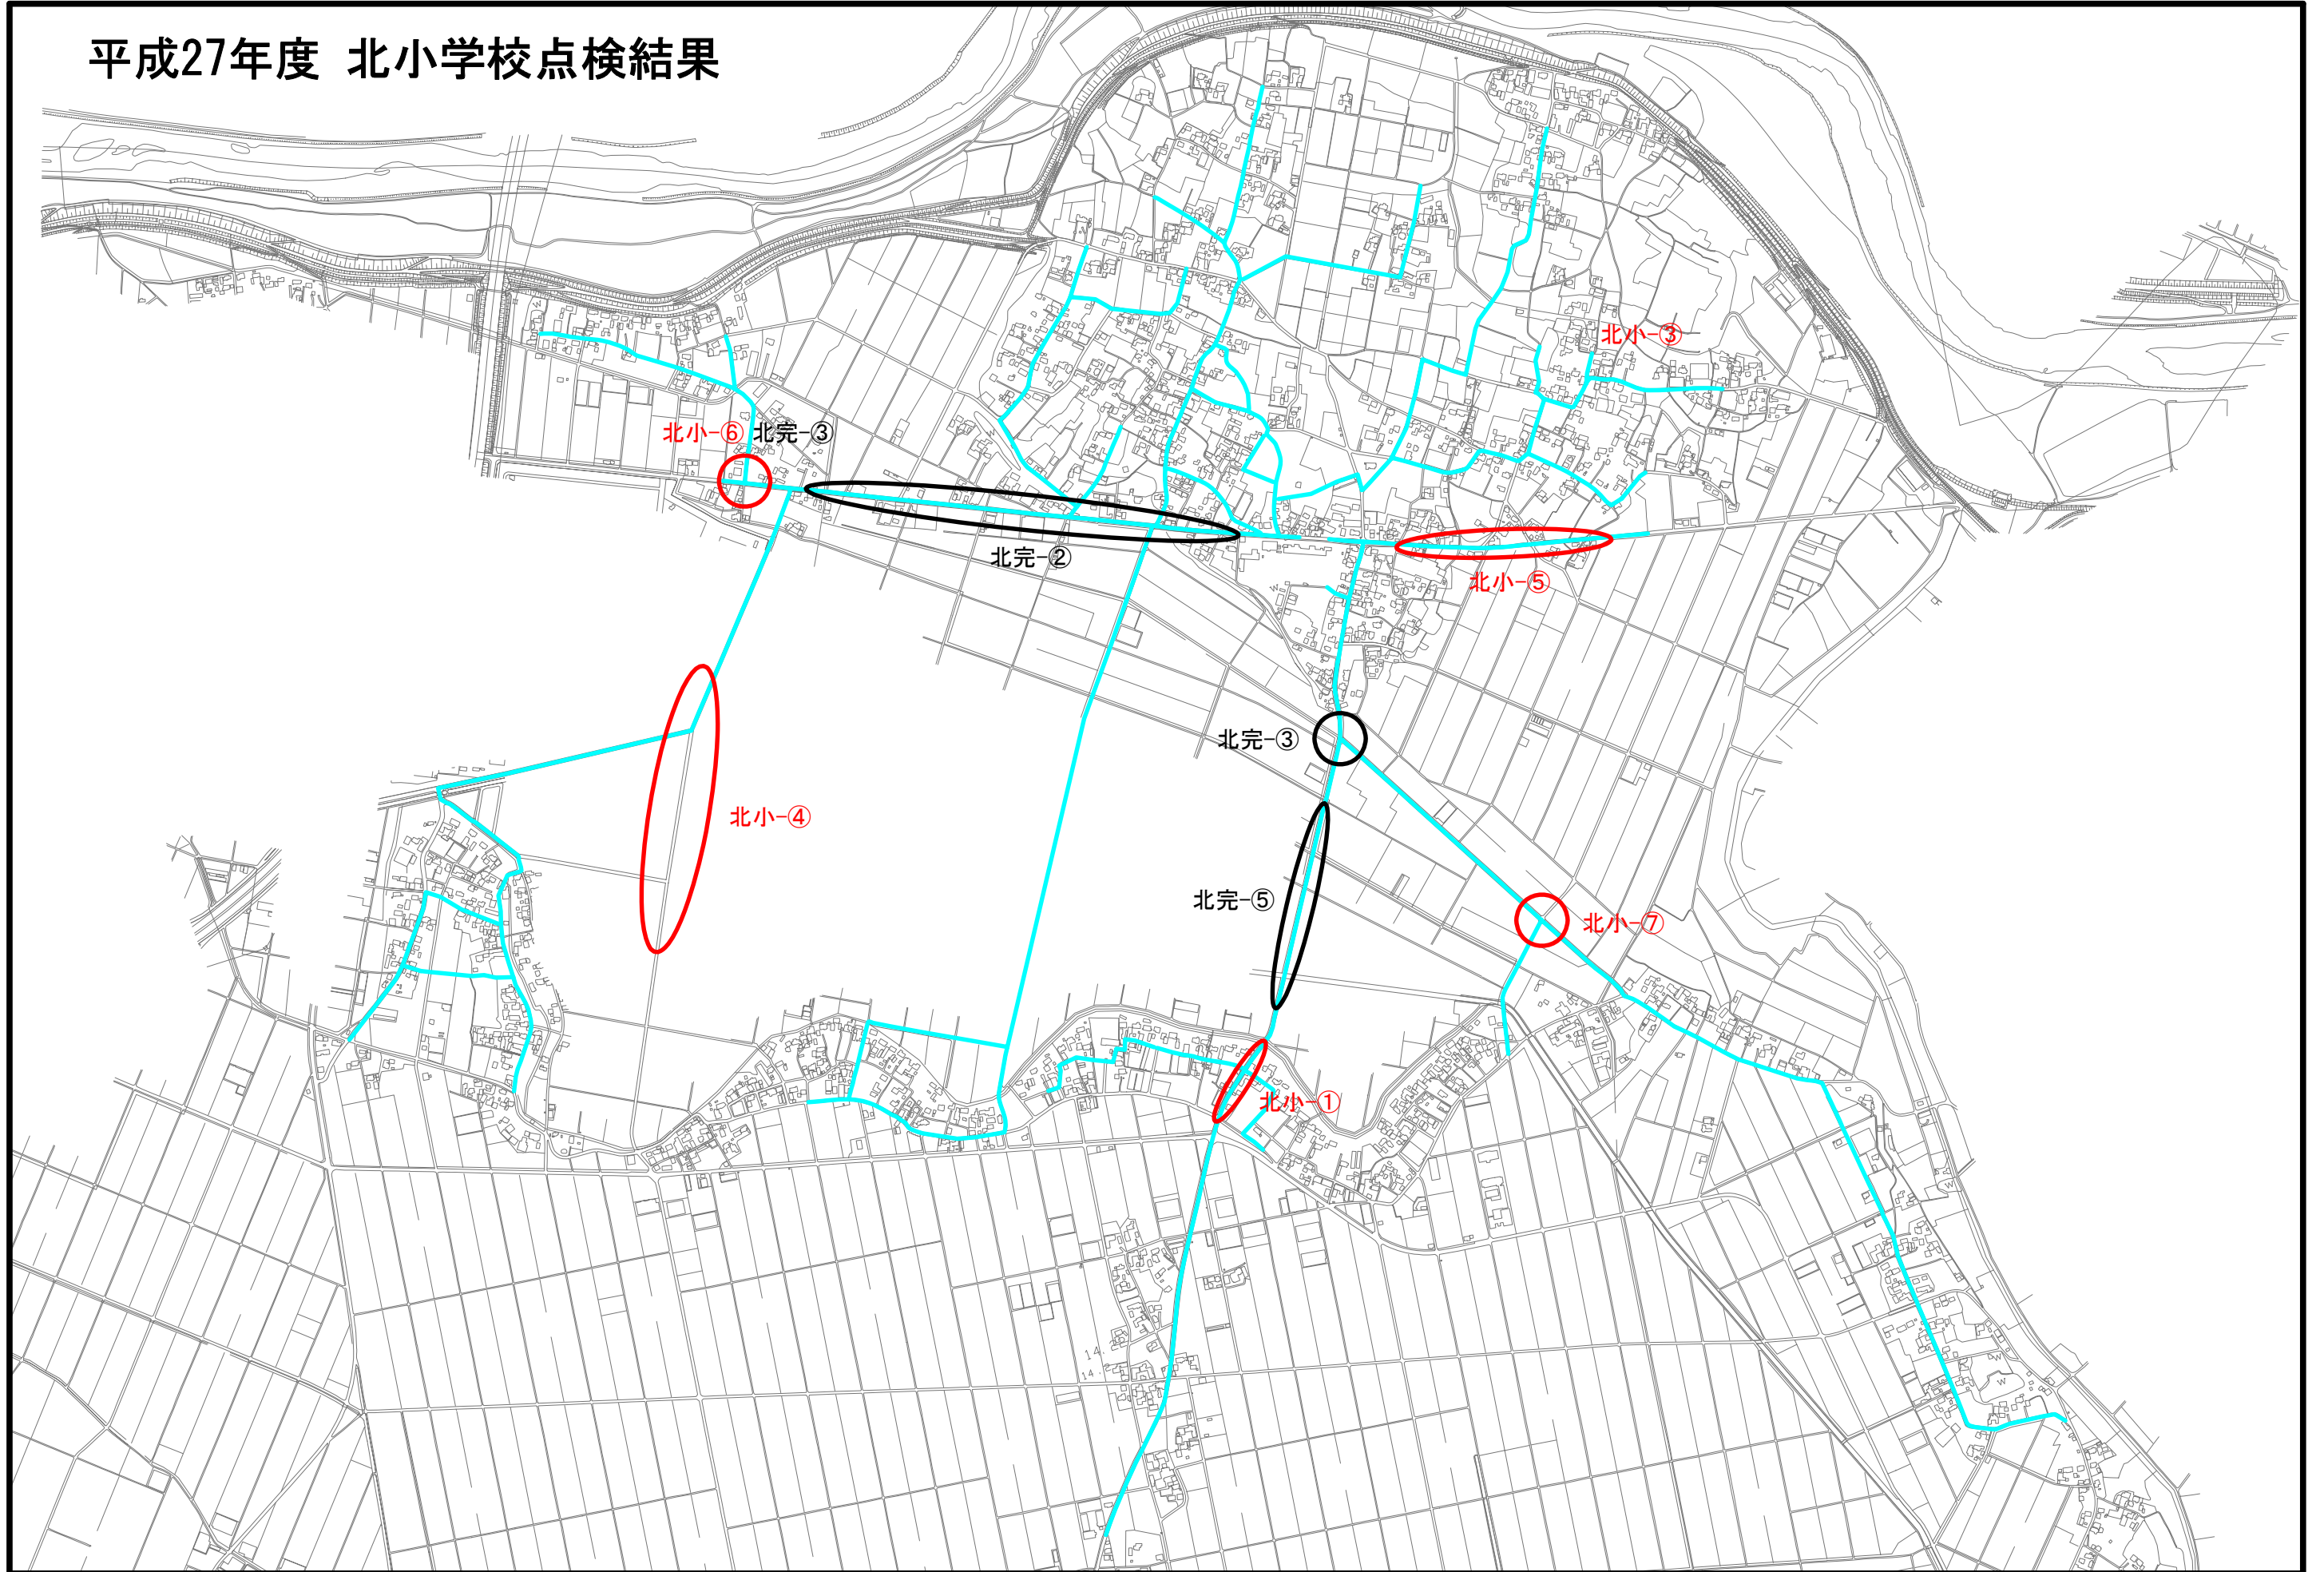 平成27年度 北小学校点検結果
北小-③
北小-⑥ 北完-③
北完-②
北小-⑤
北完-③
北小-④
北完-⑤
北小-⑦
北小-①